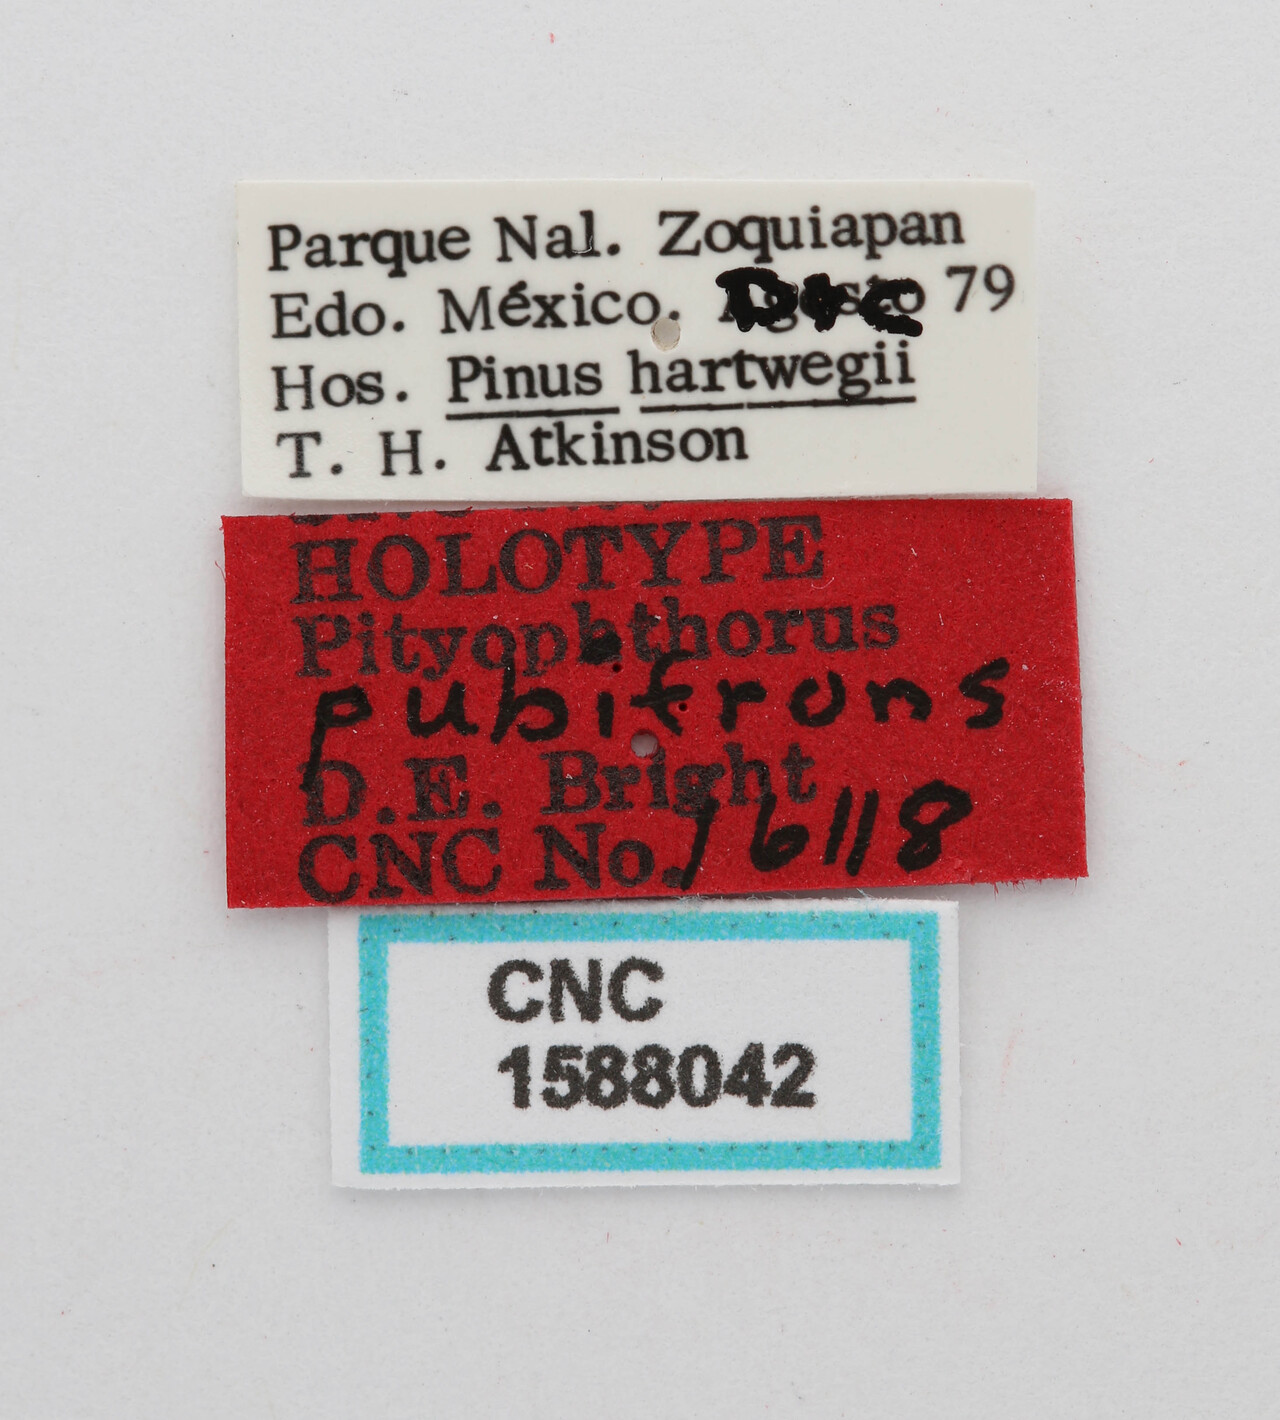 Parque Nal. Zoquiapan
Edo. México. Dic 79
Hos. Pinus hartwegii
T. H. Atkinson
HOLOTYPE
Pityophthorus
pubifrons
D.E. Bright
CNC No. 16118
CNC
1588042